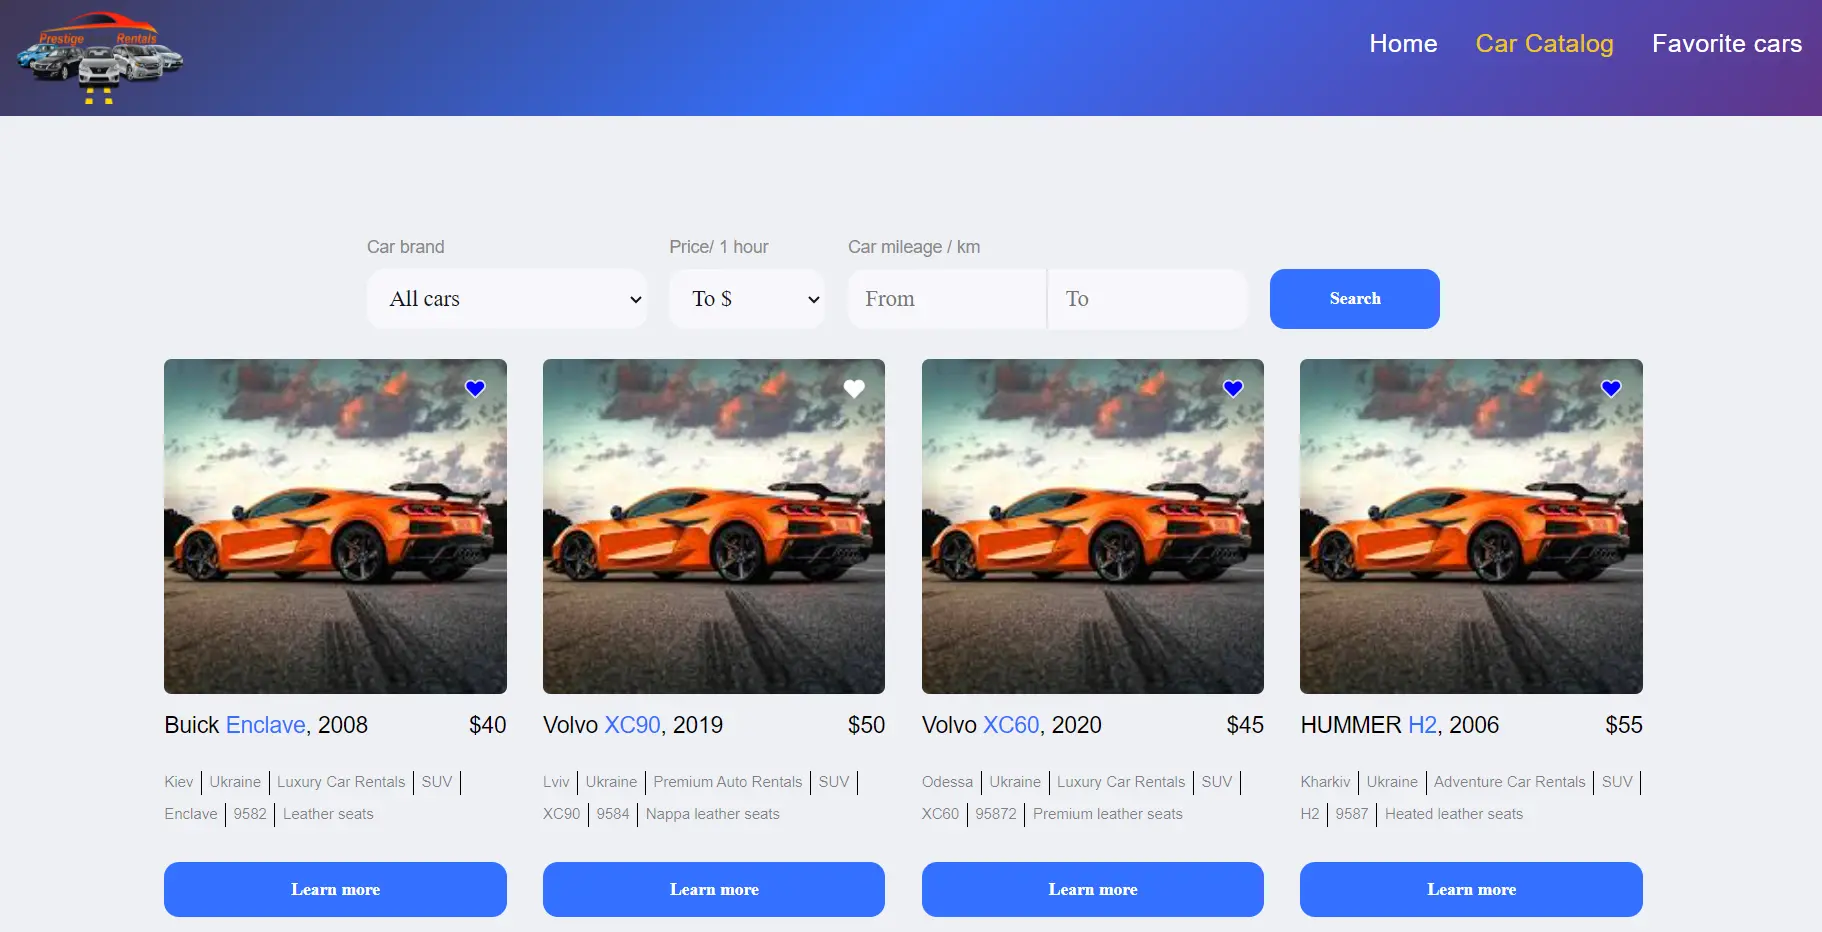 Prestige Rentals
Home Car Catalog Favorite cars
Car brand Price/ 1 hour Car mileage / km
All cars To $ From To Search
Buick Enclave, 2008 $40
Kiev Ukraine Luxury Car Rentals SUV
Enclave 9582 Leather seats
Learn more
Volvo XC90, 2019 $50
Lviv Ukraine Premium Auto Rentals SUV
XC90 9584 Nappa leather seats
Learn more
Volvo XC60, 2020 $45
Odessa Ukraine Luxury Car Rentals SUV
XC60 95872 Premium leather seats
Learn more
HUMMER H2, 2006 $55
Kharkiv Ukraine Adventure Car Rentals SUV
H2 9587 Heated leather seats
Learn more